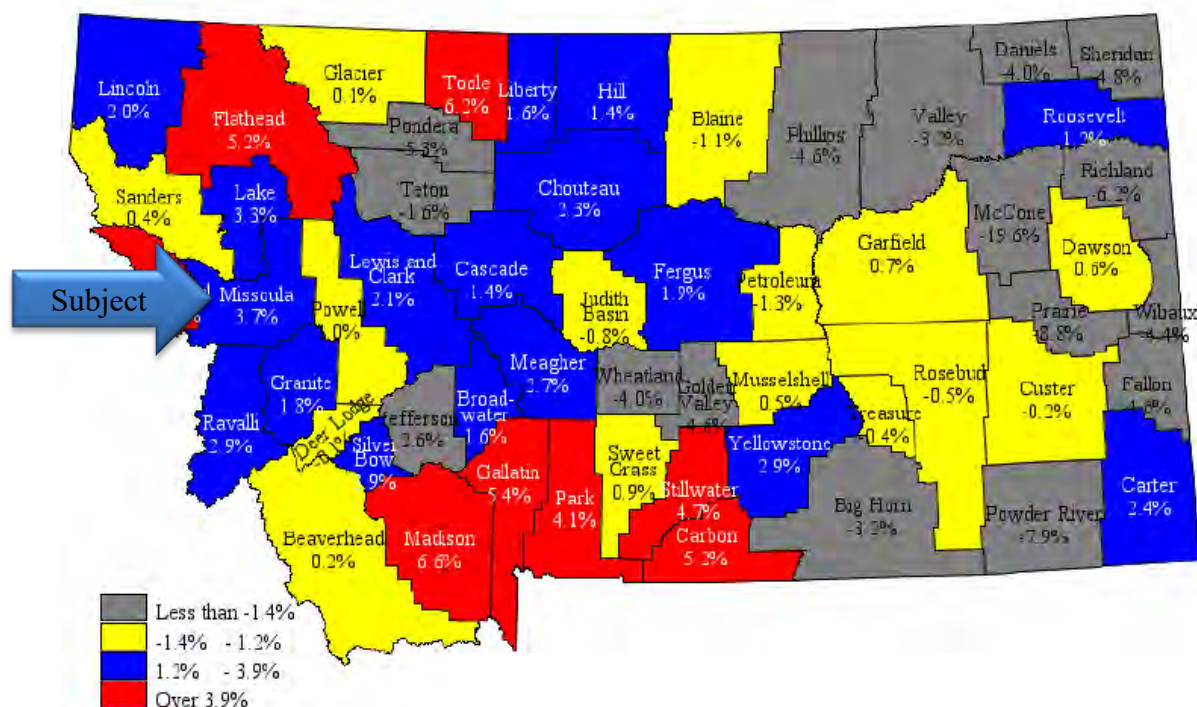 Lincoln
2.0%
Flathead
5.2%
Glacier
0.1%
Toole
6.2%
Liberty
1.6%
Hill
1.4%
Blaine
-1.1%
Phillips
-4.6%
Valley
-3.2%
Daniels
-4.0%
Sheridan
-4.8%
Roosevelt
1.2%
Pondera
-5.3%
Teton
-1.6%
Chouteau
2.3%
Richland
-6.2%
McCone
-19.6%
Dawson
0.6%
Sanders
0.4%
Lake
3.3%
Lewis and
Clark
2.1%
Cascade
1.4%
Judith
Basin
-0.8%
Fergus
1.9%
Petroleum
-1.3%
Garfield
0.7%
Prairie
8.8%
Wibaux
-4.4%
Subject
Missoula
3.7%
Powell
Granite
1.8%
Ravalli
2.9%
Deer Lodge
Silver
Bow
Jefferson
2.6%
Broad-
water
1.6%
Meagher
2.7%
Wheatland
-4.0%
Golden
Valley
Musselshell
0.5%
Rosebud
-0.5%
Custer
-0.2%
Fallon
Treasure
-0.4%
Yellowstone
2.9%
Gallatin
5.4%
Park
4.1%
Sweet
Grass
0.9%
Stillwater
4.7%
Carbon
5.2%
Big Horn
-3.2%
Powder River
-7.9%
Carter
2.4%
Beaverhead
0.2%
Madison
6.6%
Less than -1.4%
-1.4% - 1.2%
1.2% - 3.9%
Over 3.9%